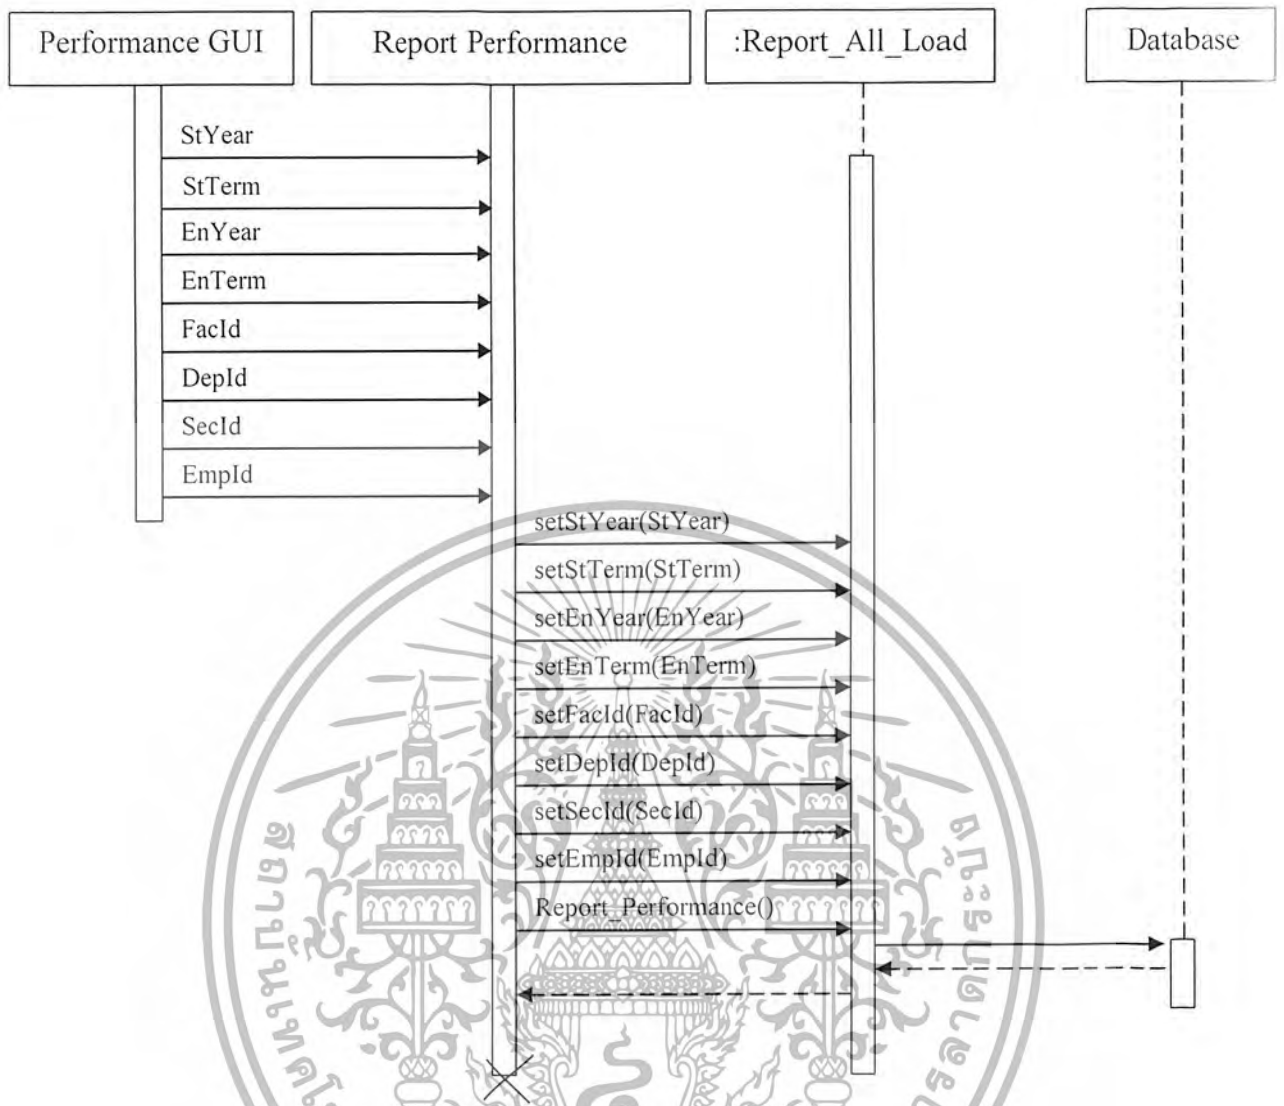 Performance GUI
Report Performance
:Report_All_Load
Database
StYear
StTerm
EnYear
EnTerm
FacId
DepId
SecId
EmpId
setStYear(StYear)
setStTerm(StTerm)
setEnYear(EnYear)
setEnTerm(EnTerm)
setFacId(FacId)
setDepId(DepId)
setSecId(SecId)
setEmpId(EmpId)
Report_Performance()